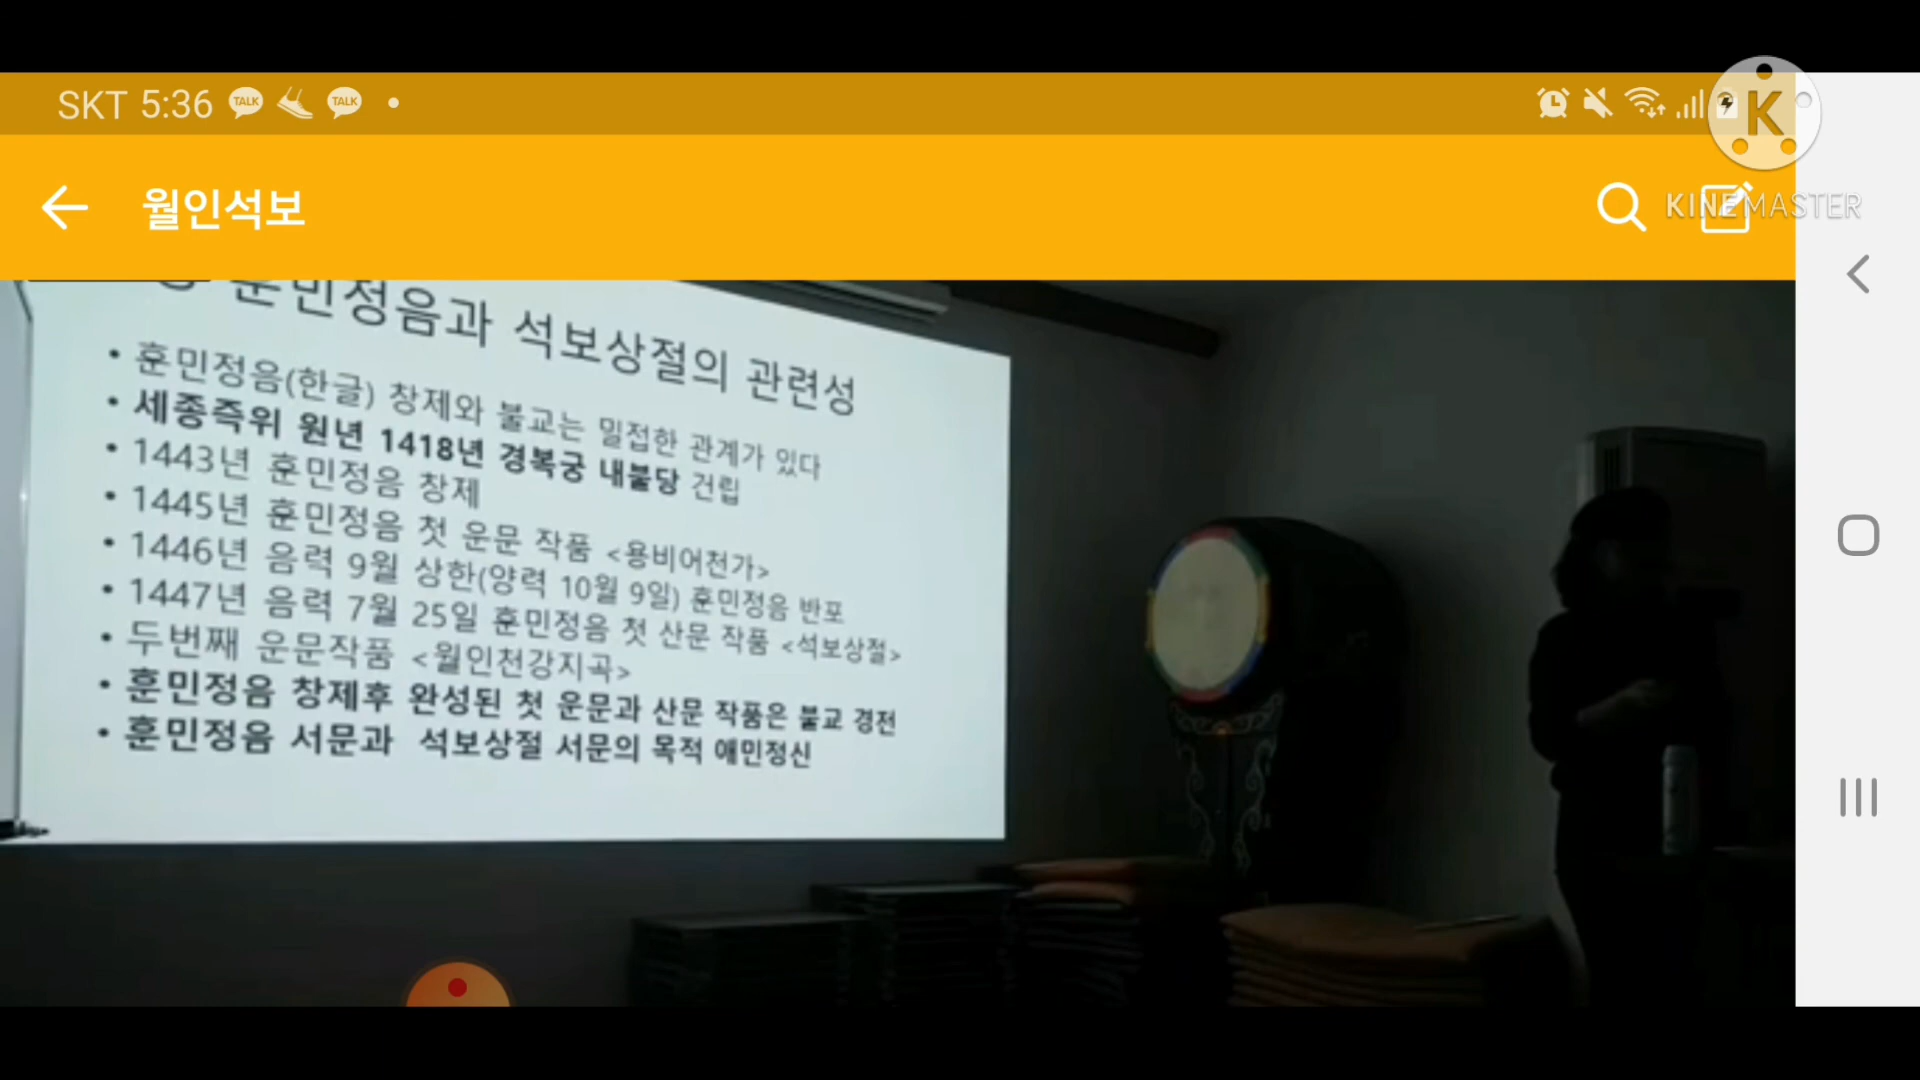 SKT 5:36 TALK TALK
K
월인석보
KINEMASTER
훈민정음과 석보상절의 관련성
• 훈민정음(한글) 창제와 불교는 밀접한 관계가 있다
• 세종즉위 원년 1418년 경복궁 내불당 건립
• 1443년 훈민정음 창제
• 1445년 훈민정음 첫 운문 작품 <용비어천가>
• 1446년 음력 9월 상한(양력 10월 9일) 훈민정음 반포
• 1447년 음력 7월 25일 훈민정음 첫 산문 작품 <석보상절>
• 두번째 운문작품 <월인천강지곡>
• 훈민정음 창제후 완성된 첫 운문과 산문 작품은 불교 경전
• 훈민정음 서문과 석보상절 서문의 목적 애민정신